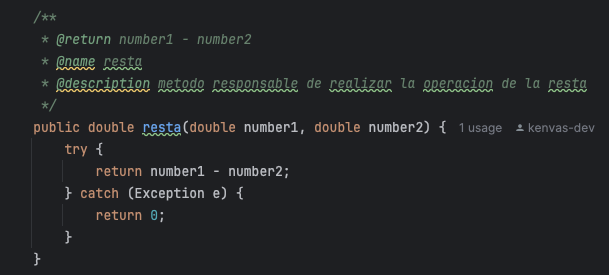 /**
 * @return number1 - number2
 * @name resta
 * @description metodo responsable de realizar la operacion de la resta
 */
public double resta(double number1, double number2) { 1 usage kenvas-dev
    try {
        return number1 - number2;
    } catch (Exception e) {
        return 0;
    }
}